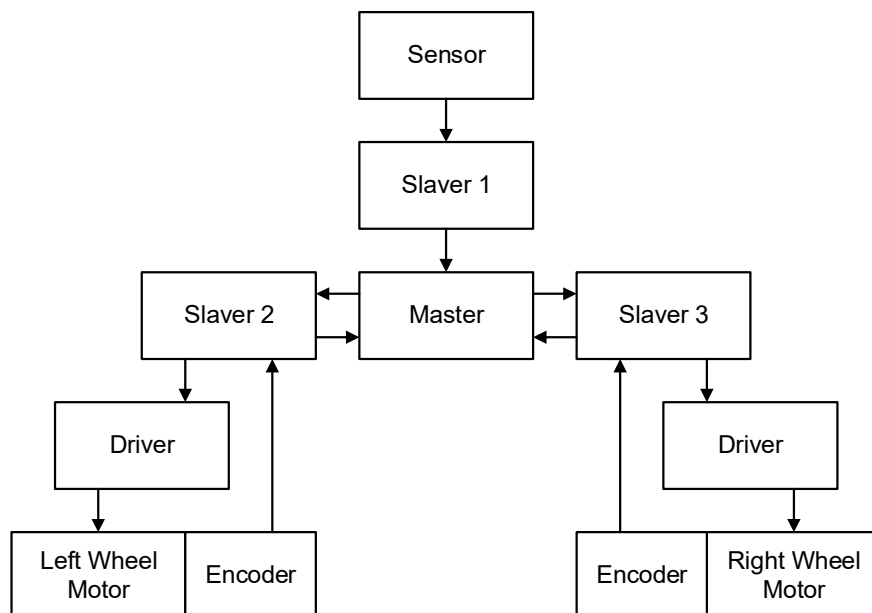 Sensor
Slaver 1
Slaver 2
Master
Slaver 3
Driver
Driver
Left Wheel
Motor
Encoder
Encoder
Right Wheel
Motor